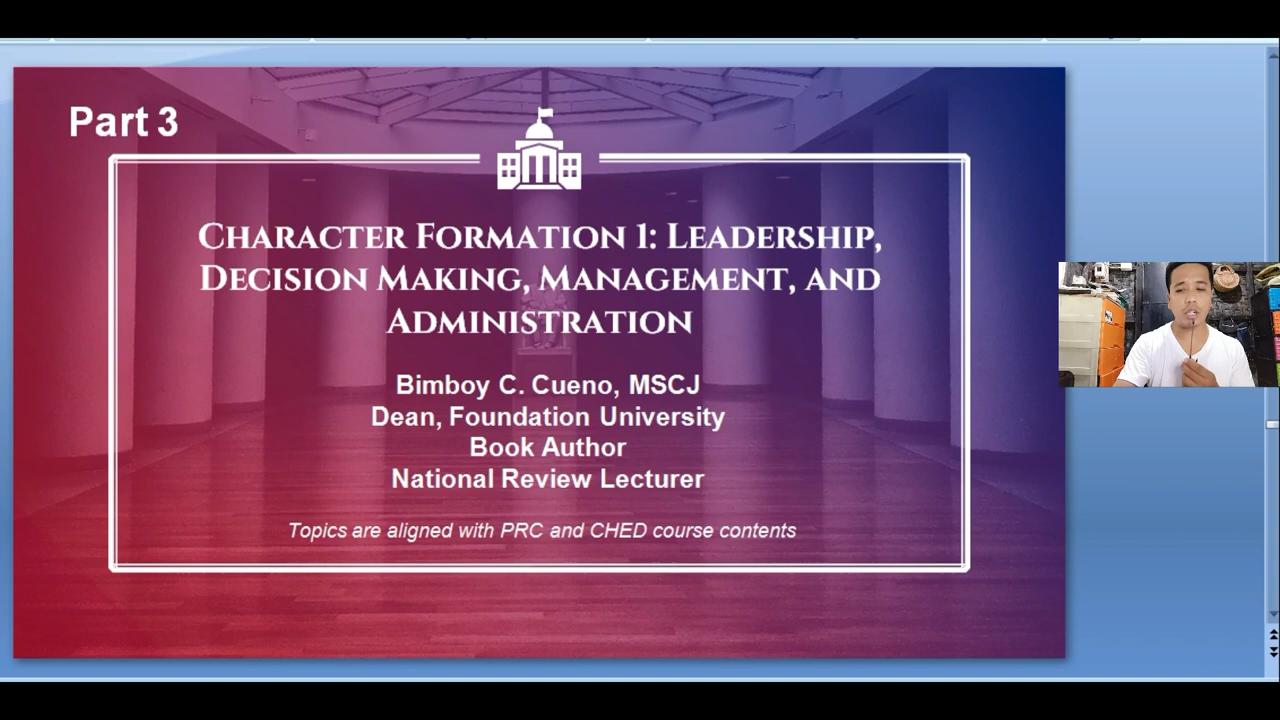 Part 3
Character Formation 1: Leadership,
Decision Making, Management, and
Administration
Bimboy C. Cueno, MSCJ
Dean, Foundation University
Book Author
National Review Lecturer
Topics are aligned with PRC and CHED course contents